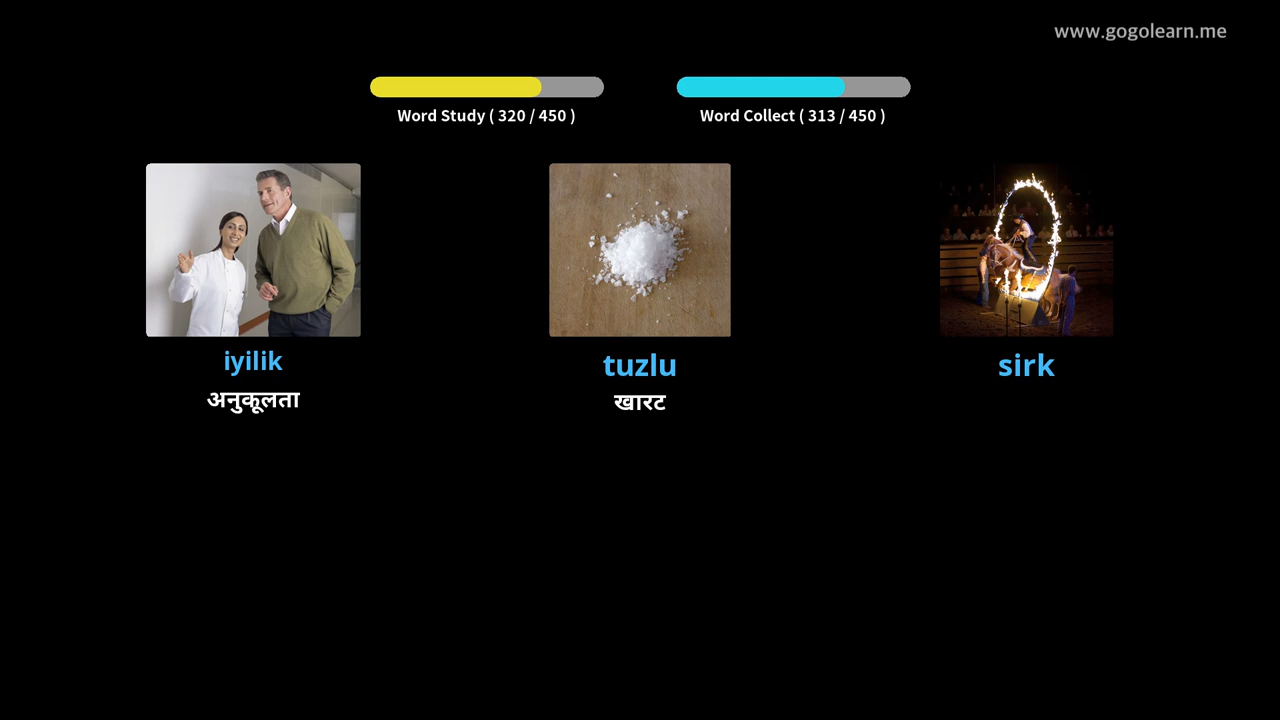 www.gogolearn.me
Word Study ( 320 / 450 )
Word Collect ( 313 / 450 )
iyilik
अनुकूलता
tuzlu
खारट
sirk